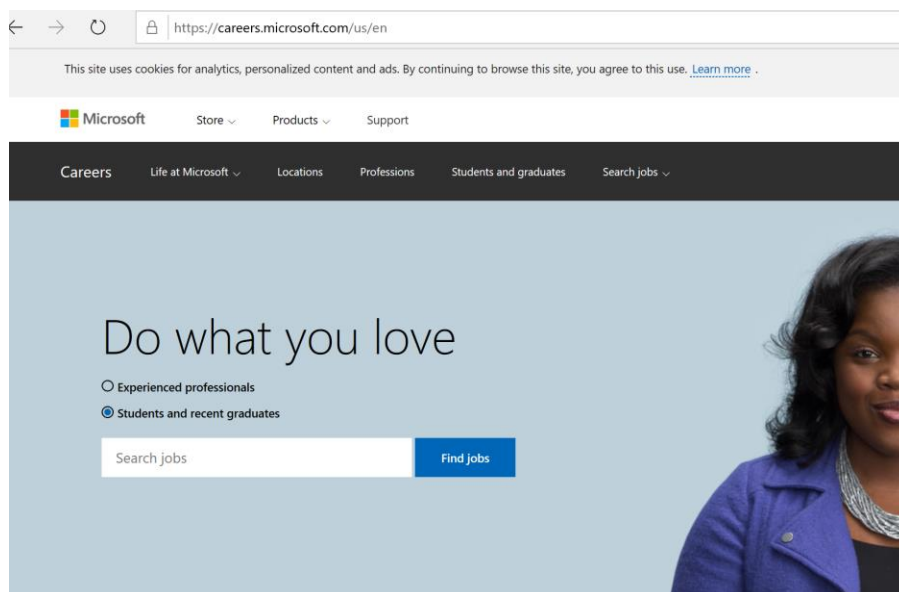 https://careers.microsoft.com/us/en
This site uses cookies for analytics, personalized content and ads. By continuing to browse this site, you agree to this use. Learn more .
Microsoft Store Products Support
Careers Life at Microsoft Locations Professions Students and graduates Search jobs
Do what you love
Experienced professionals
Students and recent graduates
Search jobs Find jobs